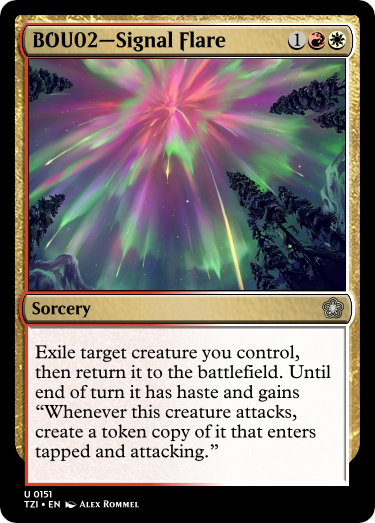 BOU02—Signal Flare 1
Sorcery
Exile target creature you control,
then return it to the battlefield. Until
end of turn it has haste and gains
“Whenever this creature attacks,
create a token copy of it that enters
tapped and attacking.”
U 0151
TZI • EN Alex Rommel